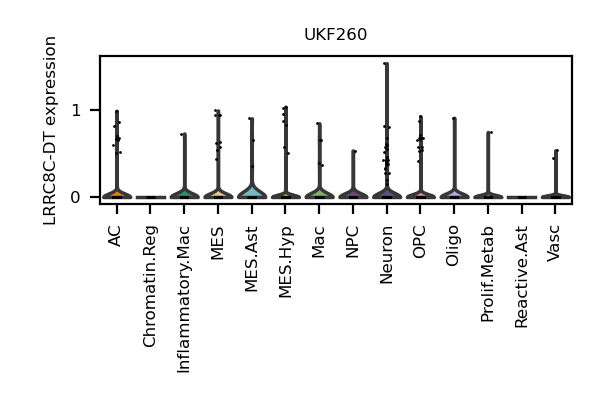 UKF260
LRRC8C-DT expression
1
0
AC
Chromatin.Reg
Inflammatory.Mac
MES
MES.Ast
MES.Hyp
Mac
NPC
Neuron
OPC
Oligo
Prolif.Metab
Reactive.Ast
Vasc